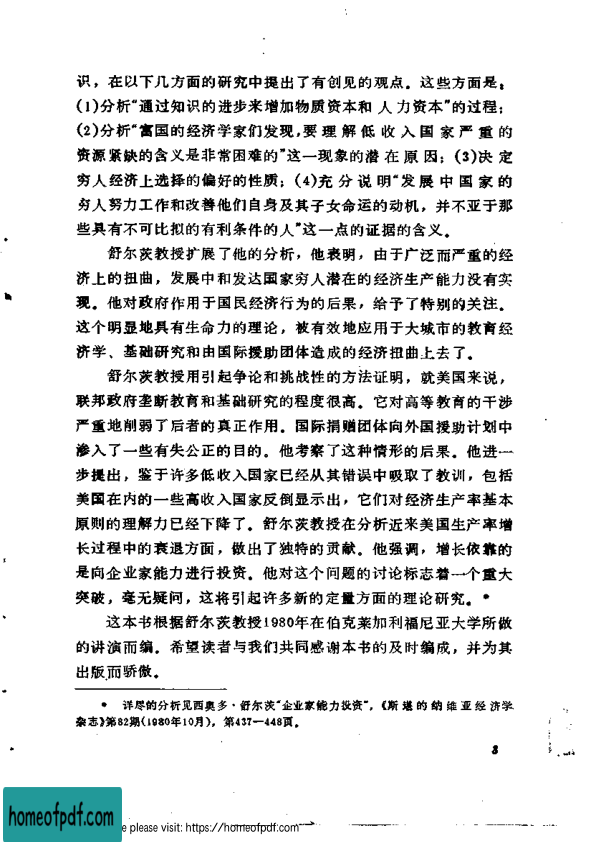 识，在以下几方面的研究中提出了有创见的观点。这些方面是：
(1)分析“通过知识的进步来增加物质资本和人力资本”的过程；
(2)分析“富国的经济学家们发现，要理解低收入国家严重的
资源紧缺的含义是非常困难的”这一现象的潜在原因；(3)决定
穷人经济上选择的偏好的性质；(4)充分说明“发展中国家的
穷人努力工作和改善他们自身及其子女命运的动机，并不亚于那
些具有不可比拟的有利条件的人”这一点的证据的含义。
舒尔茨教授扩展了他的分析，他表明，由于广泛而严重的经
济上的扭曲，发展中和发达国家穷人潜在的经济生产能力没有实
现。他对政府作用于国民经济行为的后果，给予了特别的关注。
这个明显地具有生命力的理论，被有效地应用于大城市的教育经
济学、基础研究和由国际援助团体造成的经济扭曲上去了。
舒尔茨教授用引起争论和挑战性的方法证明，就美国来说，
联邦政府垄断教育和基础研究的程度很高。它对高等教育的干涉
严重地削弱了后者的真正作用。国际捐赠团体向外国援助计划中
渗入了一些有失公正的目的。他考察了这种情形的后果。他进一
步提出，鉴于许多低收入国家已经从其错误中吸取了教训，包括
美国在内的一些高收入国家反倒显示出，它们对经济生产率基本
原则的理解力已经下降了。舒尔茨教授在分析近来美国生产率增
长过程中的衰退方面，做出了独特的贡献。他强调，增长依靠的
是向企业家能力进行投资。他对这个问题的讨论标志着一个重大
突破，毫无疑问，这将引起许多新的定量方面的理论研究。*
这本书根据舒尔茨教授1980年在伯克莱加利福尼亚大学所做
的讲演而编。希望读者与我们共同感谢本书的及时编成，并为其
出版而骄傲。
* 详尽的分析见西奥多·舒尔茨“企业家能力投资”，《斯堪的纳维亚经济学
杂志》第82期(1980年10月)，第437—448页。
3
homeofpdf.com
e please visit: https://homeofpdf.com